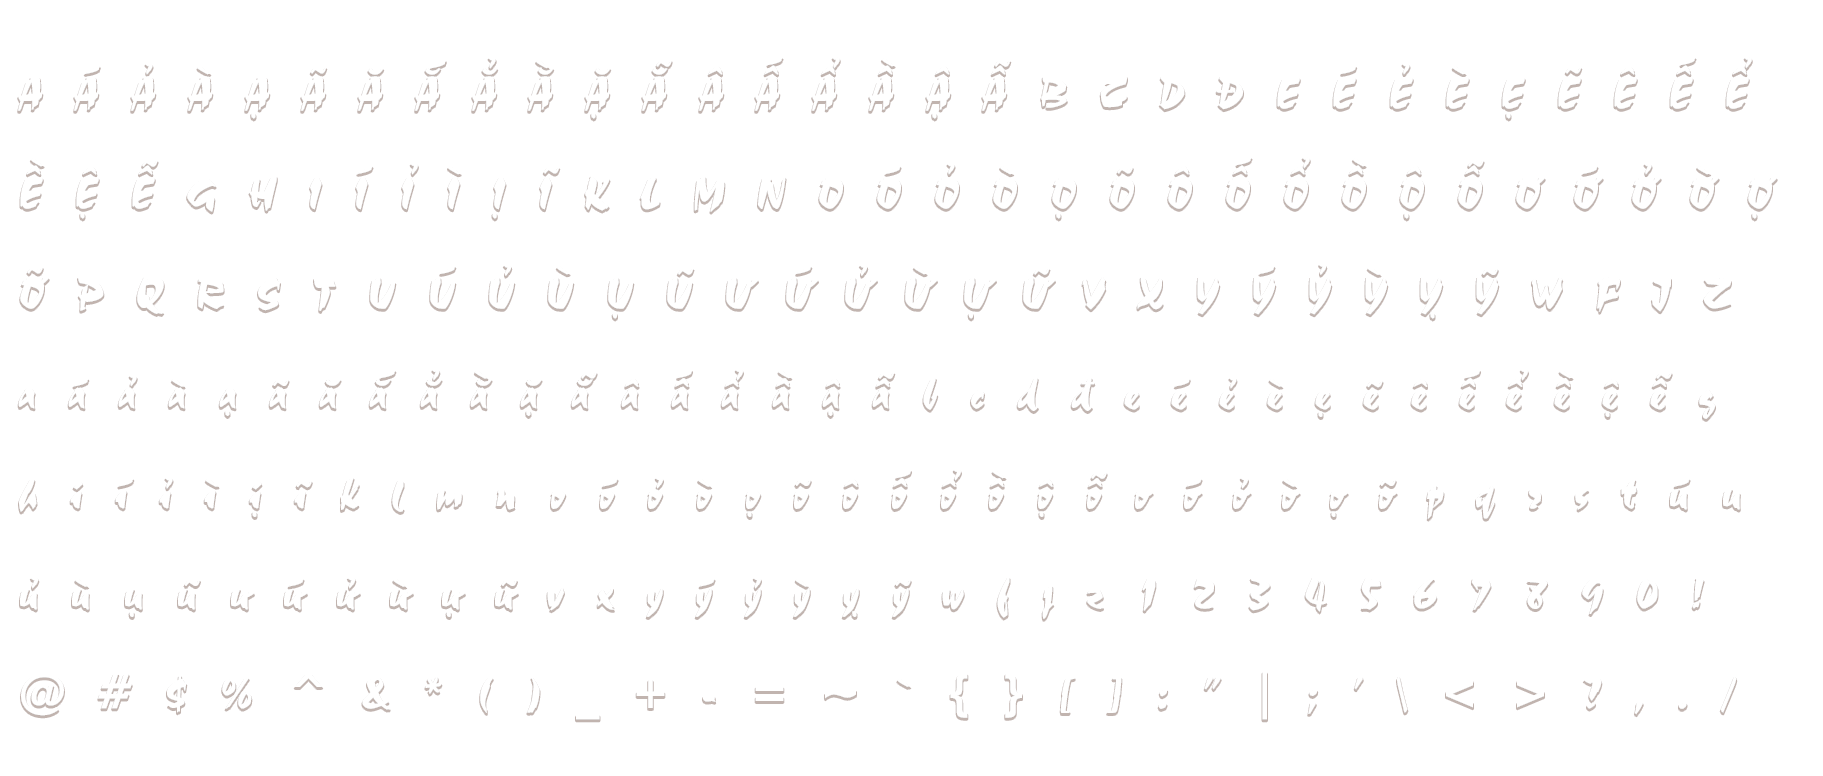 A Á Ả À Ạ Ã Ă Ắ Ẳ Ằ Ặ Ẵ Â Ấ Ẩ Ầ Ậ Ẫ B C D Đ E É Ẻ È Ẹ Ẽ Ê Ế Ể
Ề Ệ Ễ G H I Í Ỉ Ì Ị Ĩ K L M N O Ó Ỏ Ò Ọ Õ Ô Ố Ổ Ồ Ộ Ỗ Ơ Ớ Ở Ờ Ợ
Ỡ P Q R S T U Ú Ủ Ù Ụ Ũ Ư Ứ Ử Ừ Ự Ữ V X Y Ý Ỷ Ỳ Ỵ Ỹ W F J Z
a á ả à ạ ã ă ắ ẳ ằ ặ ẵ â ấ ẩ ầ ậ ẫ b c d đ e é ẻ è ẹ ẽ ê ế ể ề ệ ễ g
h i í ỉ ì ị ĩ k l m n o ó ỏ ò ọ õ ô ố ổ ồ ộ ỗ ơ ớ ở ờ ợ ỡ p q r s t ú u
ủ ù ụ ũ ư ứ ử ừ ự ữ v x y ý ỷ ỳ ỵ ỹ w f j z 1 2 3 4 5 6 7 8 9 0 !
@ # $ % ^ & * ( ) _ + - = ~ ` { } [ ] : " | ; ' \ < > ? , . /